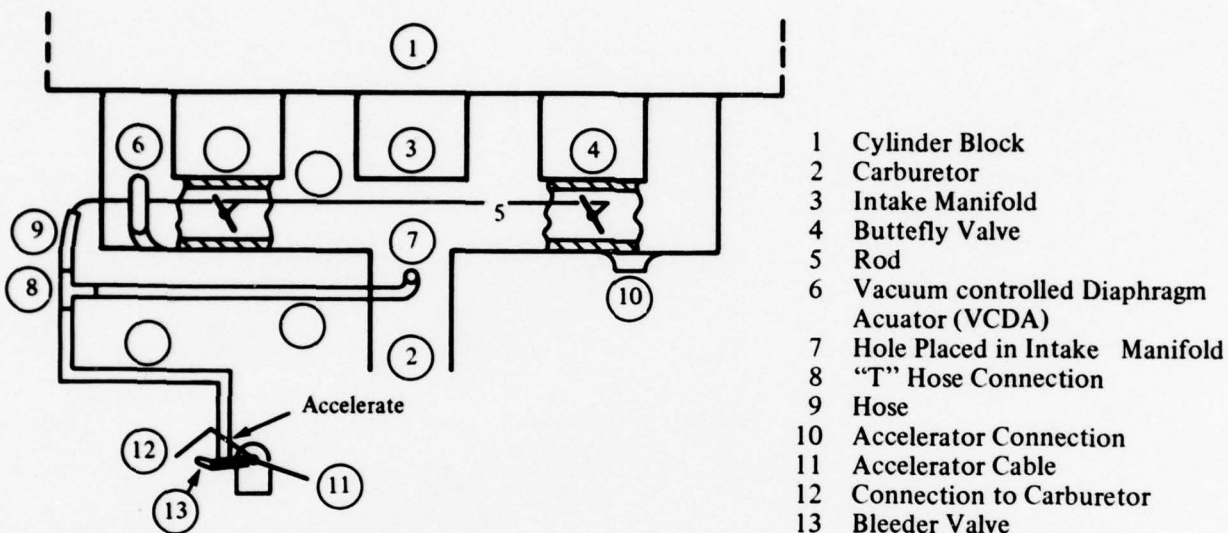 1
6
3
4
5
9
7
8
10
2
Accelerate
12
11
13
1 Cylinder Block
2 Carburetor
3 Intake Manifold
4 Buttefly Valve
5 Rod
6 Vacuum controlled Diaphragm
Acuator (VCDA)
7 Hole Placed in Intake Manifold
8 “T” Hose Connection
9 Hose
10 Accelerator Connection
11 Accelerator Cable
12 Connection to Carburetor
13 Bleeder Valve